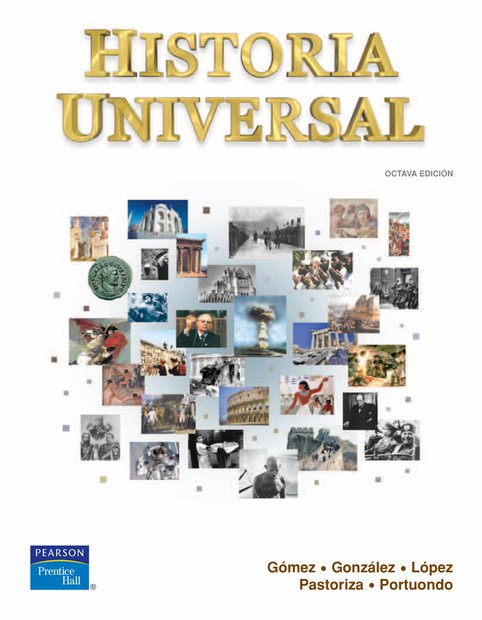 HISTORIA
UNIVERSAL
OCTAVA EDICIÓN
PEARSON
Prentice
Hall
®
Gómez • González • López
Pastoriza • Portuondo